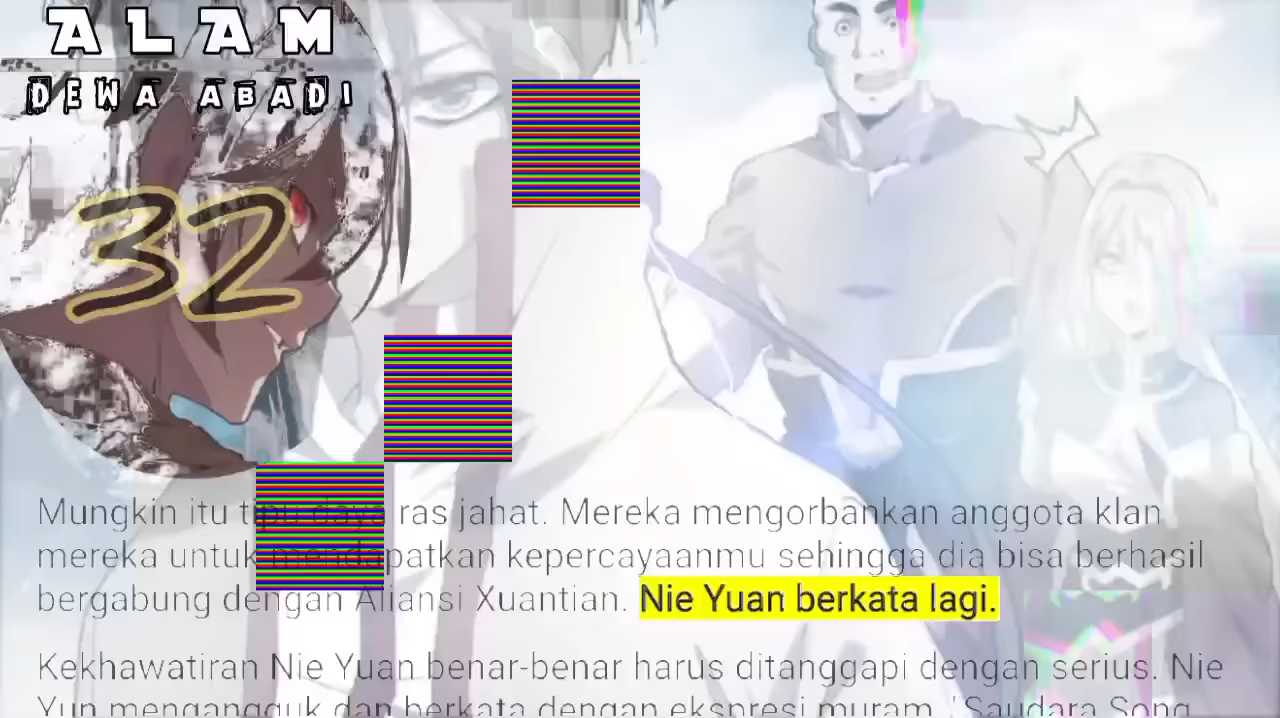 ALAM
DEWA ABADI
32
Mungkin itu tipu daya ras jahat. Mereka mengorbankan anggota klan
mereka untuk mendapatkan kepercayaanmu sehingga dia bisa berhasil
bergabung dengan Aliansi Xuantian. Nie Yuan berkata lagi.
Kekhawatiran Nie Yuan benar-benar harus ditanggapi dengan serius. Nie
Yun mengangguk dan berkata dengan ekspresi muram, "Saudara Song